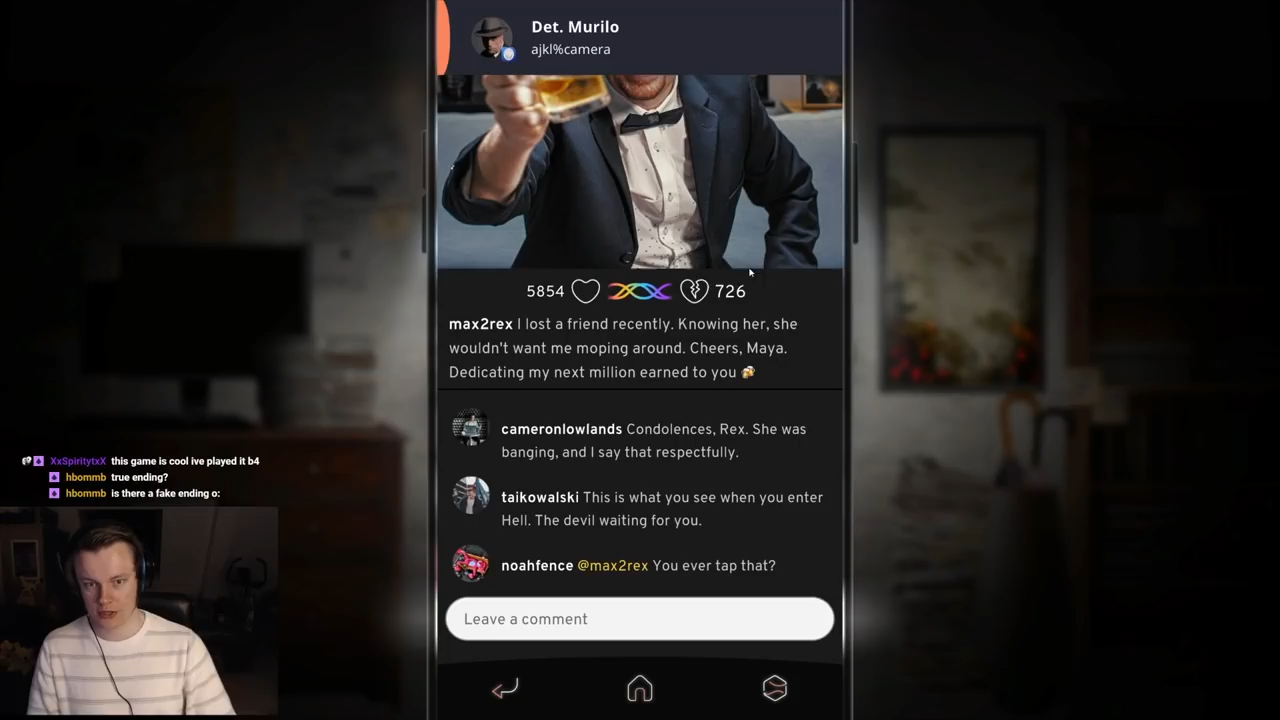 Det. Murilo
ajkl%camera
5854 726
max2rex I lost a friend recently. Knowing her, she
wouldn't want me moping around. Cheers, Maya.
Dedicating my next million earned to you 🍻
cameronlowlands Condolences, Rex. She was
banging, and I say that respectfully.
taikowalski This is what you see when you enter
Hell. The devil waiting for you.
noahfence @max2rex You ever tap that?
Leave a comment
XxSpiritytxX this game is cool ive played it b4
hbommb true ending?
hbommb is there a fake ending o: